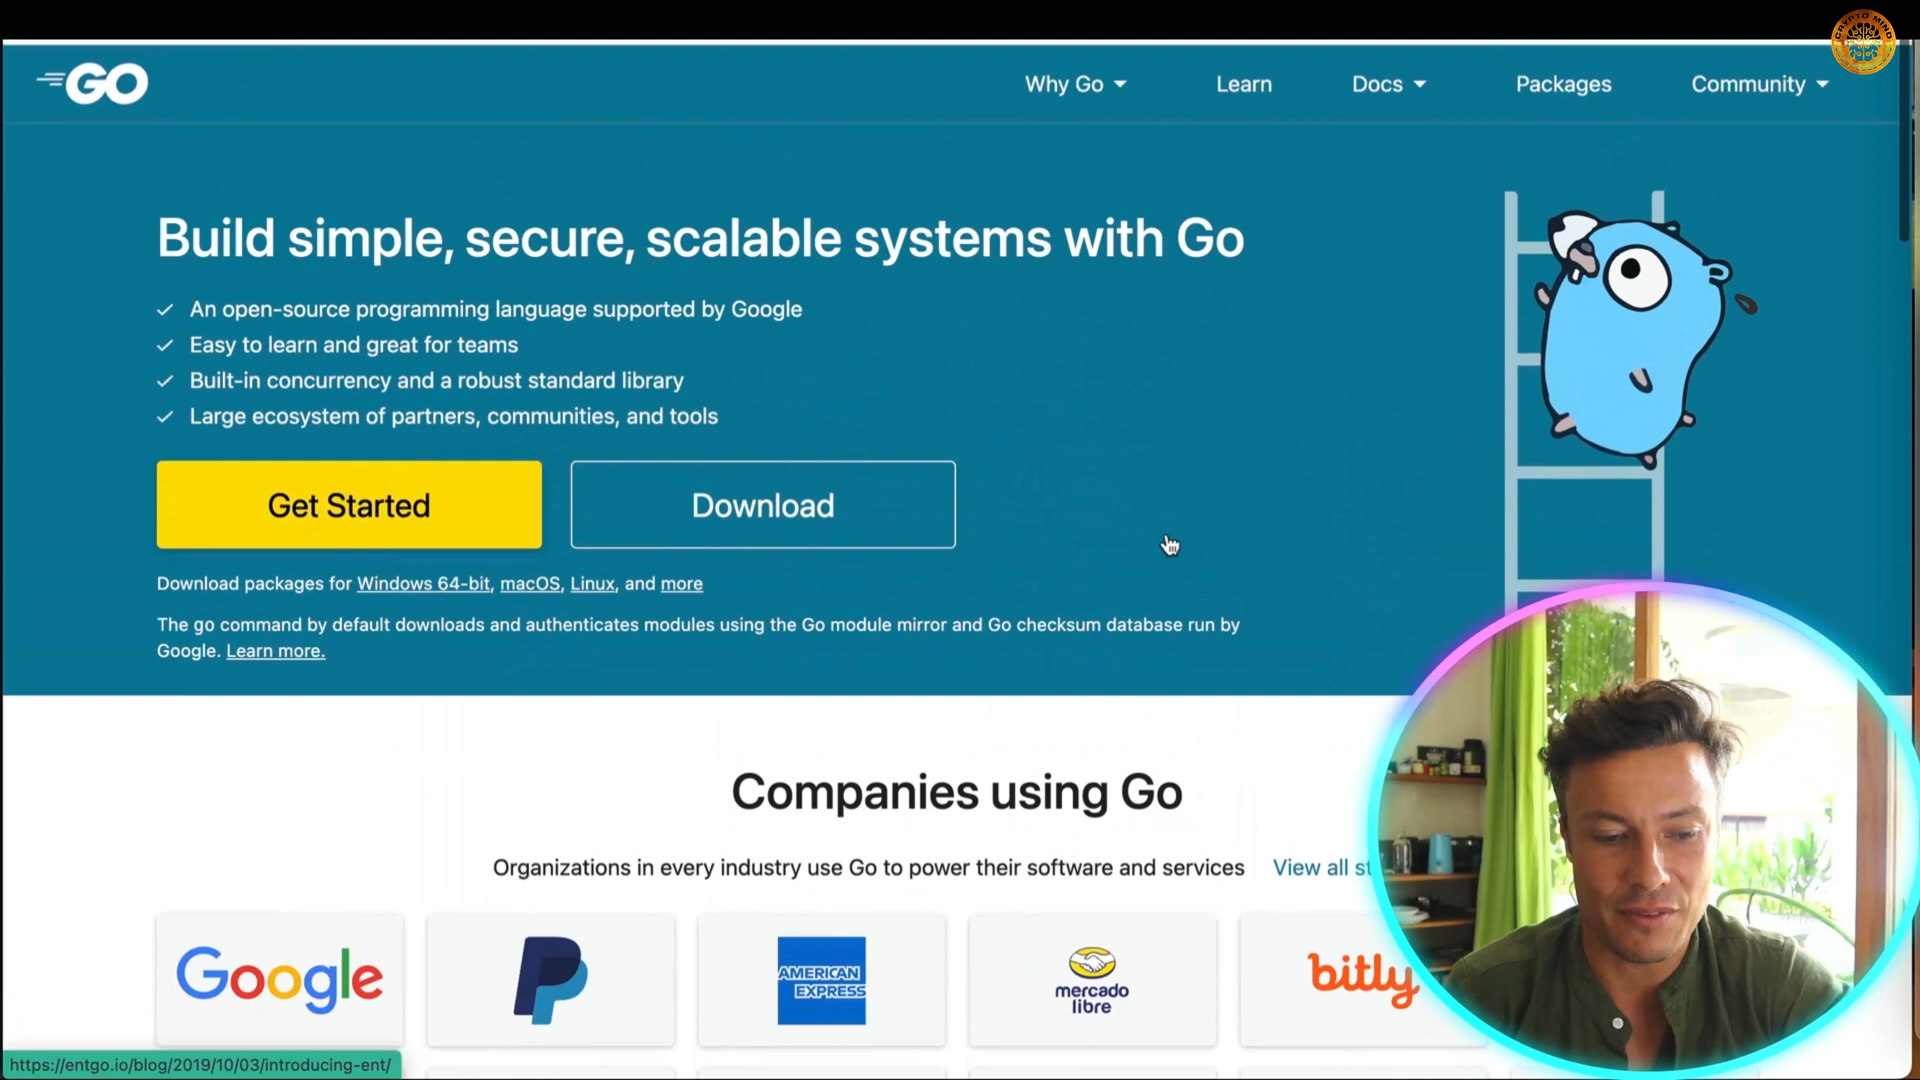 CRYPTO MIND
GO
Why Go
Learn
Docs
Packages
Community
Build simple, secure, scalable systems with Go
An open-source programming language supported by Google
Easy to learn and great for teams
Built-in concurrency and a robust standard library
Large ecosystem of partners, communities, and tools
Get Started
Download
Download packages for Windows 64-bit, macOS, Linux, and more
The go command by default downloads and authenticates modules using the Go module mirror and Go checksum database run by
Google. Learn more.
Companies using Go
Organizations in every industry use Go to power their software and services
View all st
Google
AMERICAN
EXPRESS
mercado
libre
bitly
https://entgo.io/blog/2019/10/03/introducing-ent/